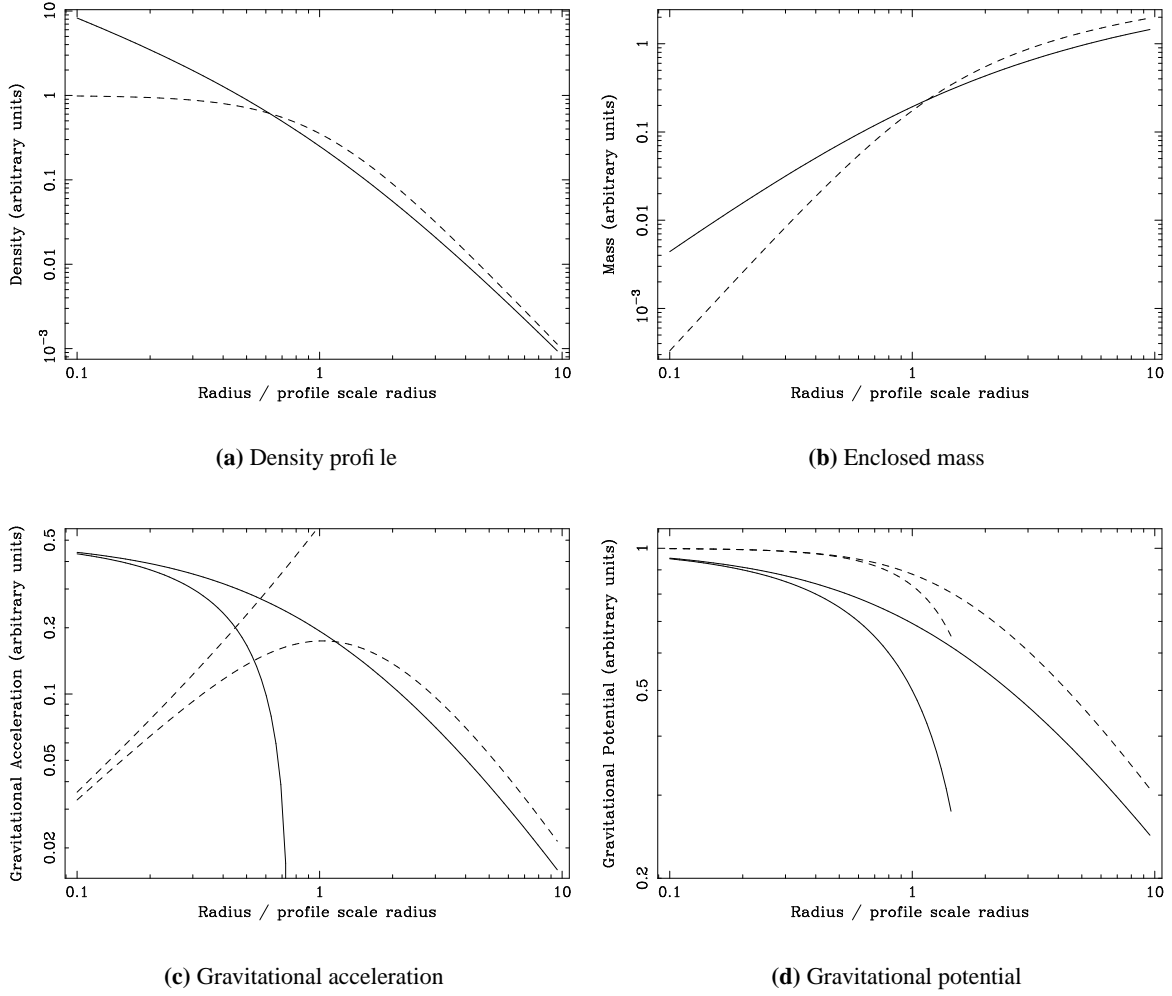 10
1
0.1
0.01
10⁻³
Density (arbitrary units)
0.1
1
10
Radius / profile scale radius
(a) Density profi le
1
0.1
0.01
10⁻³
Mass (arbitrary units)
0.1
1
10
Radius / profile scale radius
(b) Enclosed mass
0.5
0.2
0.1
0.05
0.02
Gravitational Acceleration (arbitrary units)
0.1
1
10
Radius / profile scale radius
(c) Gravitational acceleration
1
0.5
0.2
Gravitational Potential (arbitrary units)
0.1
1
10
Radius / profile scale radius
(d) Gravitational potential